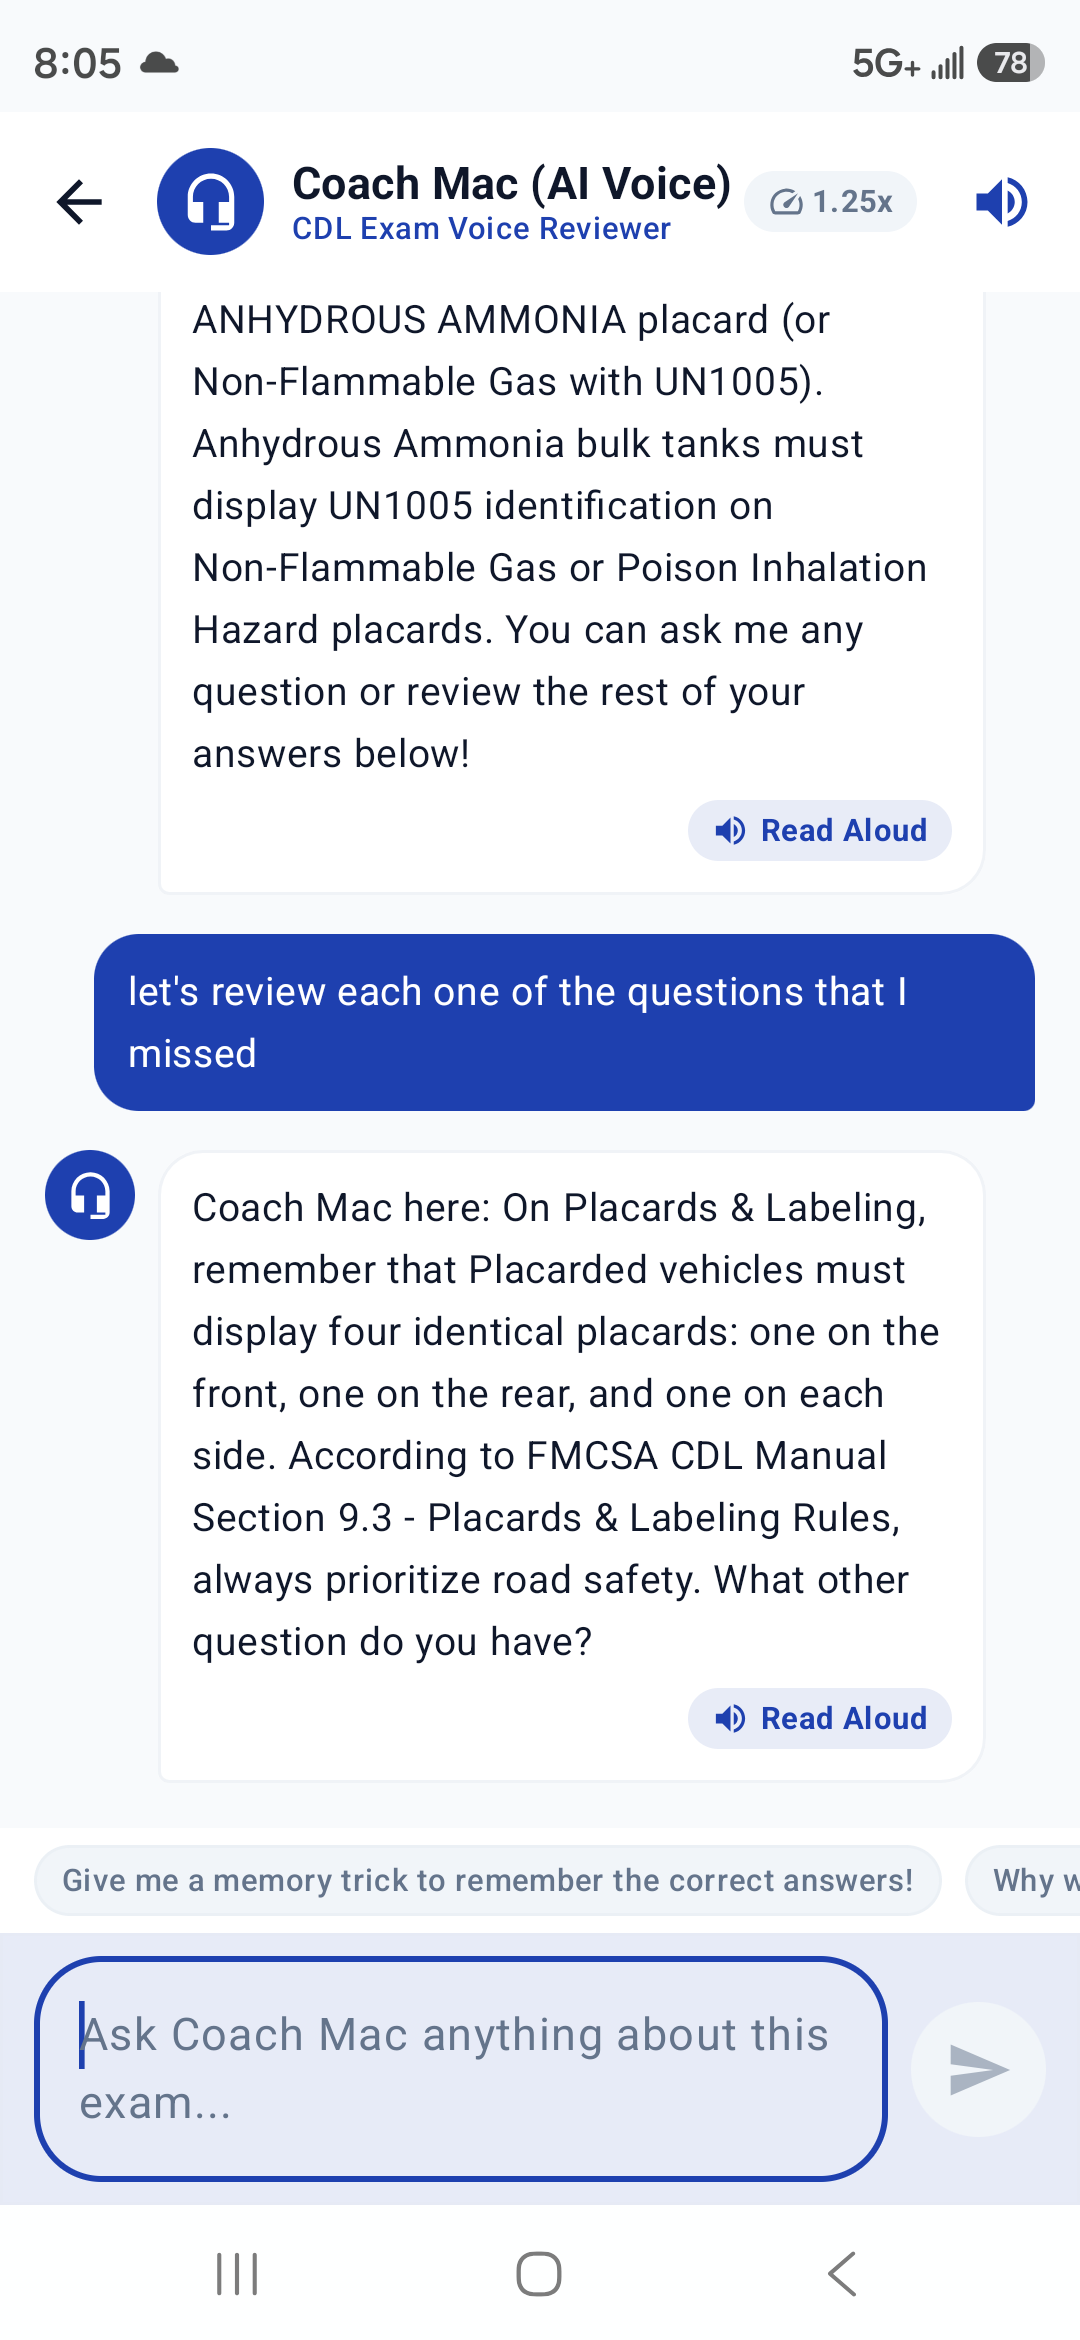 8:05
5G+
78
Coach Mac (AI Voice)
CDL Exam Voice Reviewer
1.25x
ANHYDROUS AMMONIA placard (or
Non-Flammable Gas with UN1005).
Anhydrous Ammonia bulk tanks must
display UN1005 identification on
Non-Flammable Gas or Poison Inhalation
Hazard placards. You can ask me any
question or review the rest of your
answers below!
Read Aloud
let's review each one of the questions that I
missed
Coach Mac here: On Placards & Labeling,
remember that Placarded vehicles must
display four identical placards: one on the
front, one on the rear, and one on each
side. According to FMCSA CDL Manual
Section 9.3 - Placards & Labeling Rules,
always prioritize road safety. What other
question do you have?
Read Aloud
Give me a memory trick to remember the correct answers!
Why w
Ask Coach Mac anything about this
exam...